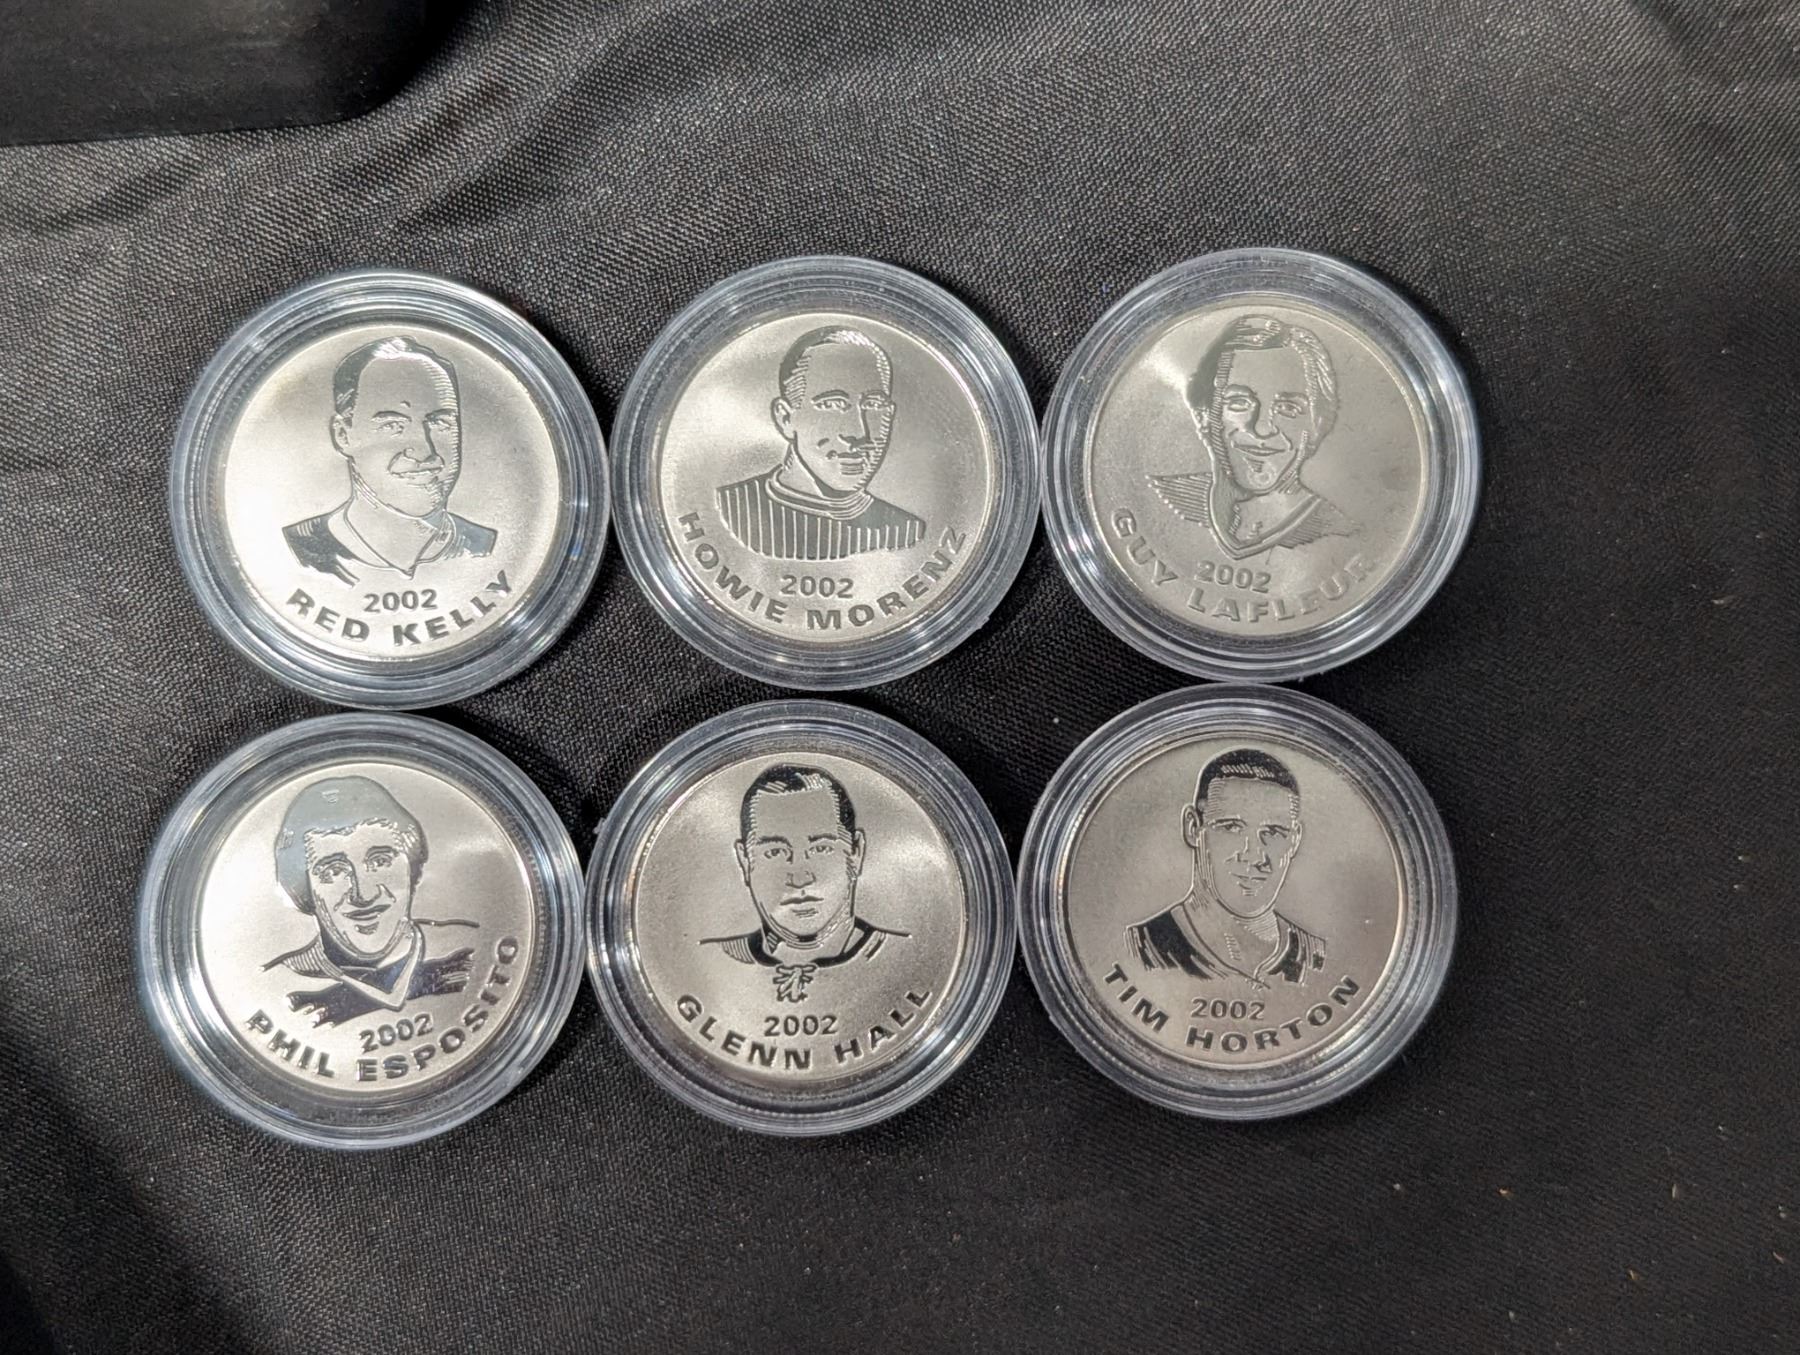 2002
RED KELLY
2002
HOWIE MORENZ
2002
GUY LAFLEUR
2002
PHIL ESPOSITO
2002
GLENN HALL
2002
TIM HORTON